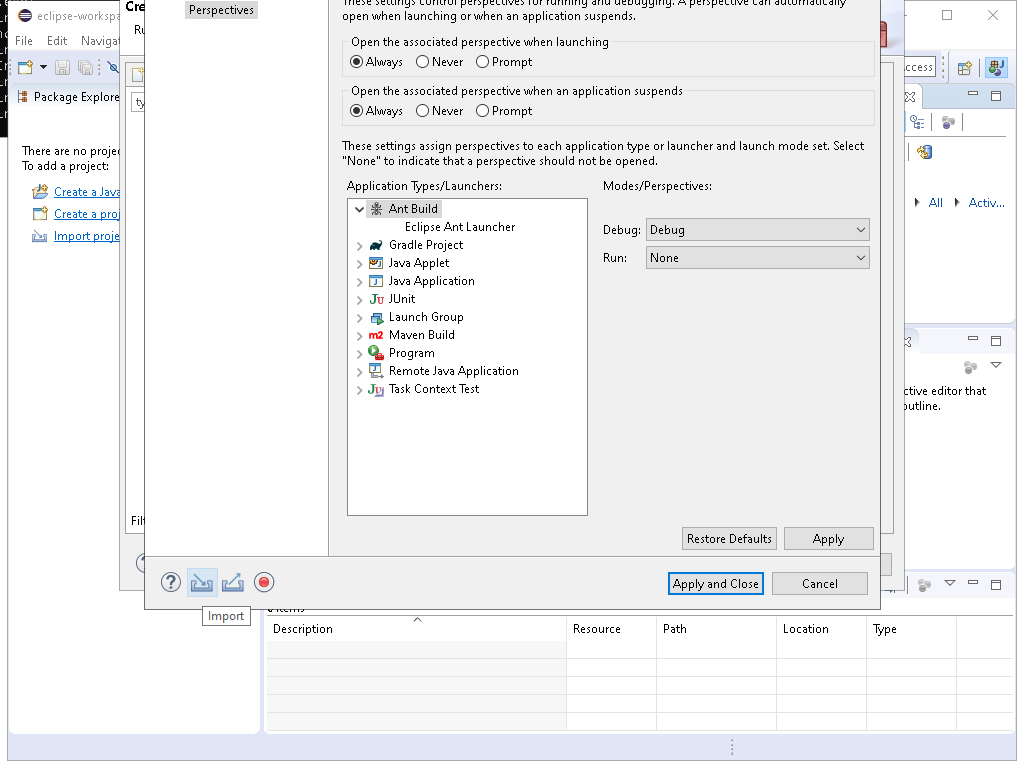 eclipse-workspa
Cre
Perspectives
These settings control perspectives for running and debugging. A perspective can automatically
open when launching or when an application suspends.
File Edit Navigat
Ru
Open the associated perspective when launching
Always Never Prompt
ccess
Package Explore
ty
Open the associated perspective when an application suspends
Always Never Prompt
There are no projec
To add a project:
These settings assign perspectives to each application type or launcher and launch mode set. Select
"None" to indicate that a perspective should not be opened.
Create a Java
Create a proj
Import proje
Application Types/Launchers:
Modes/Perspectives:
All Activ...
Ant Build
Eclipse Ant Launcher
Gradle Project
Java Applet
Java Application
JU JUnit
Launch Group
m2 Maven Build
Program
Remote Java Application
Task Context Test
Debug: Debug
Run: None
ctive editor that
outline.
Filt
Restore Defaults Apply
Apply and Close Cancel
Import
Description Resource Path Location Type